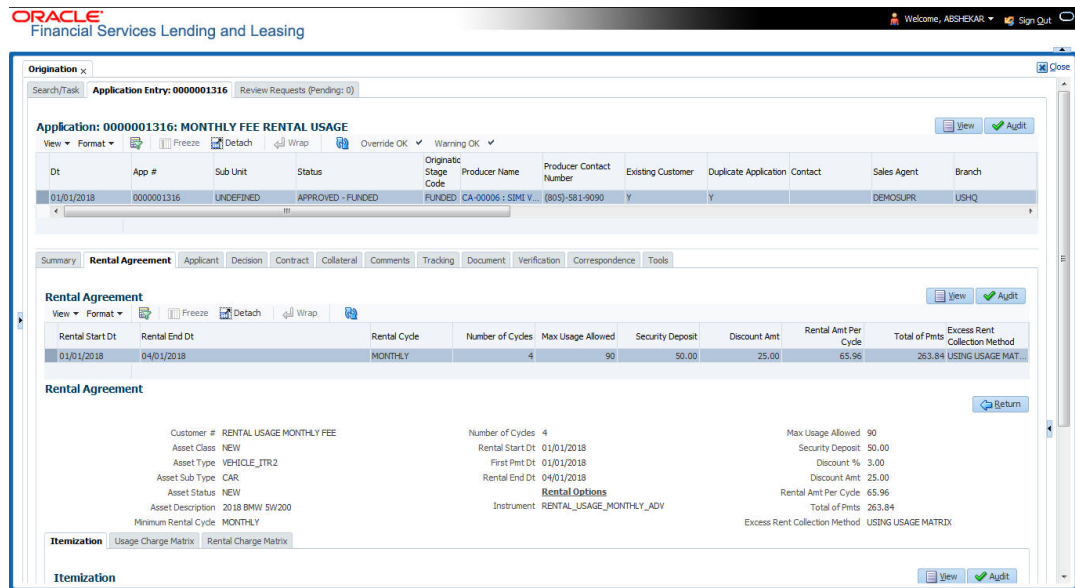 ORACLE
Financial Services Lending and Leasing
Welcome, ABSHEKAR Sign Out
Origination x
Close
Search/Task Application Entry: 0000001316 Review Requests (Pending: 0)
Application: 0000001316: MONTHLY FEE RENTAL USAGE
View Audit
View Format Freeze Detach Wrap Override OK Warning OK
Dt App # Sub Unit Status Originatic Stage Code Producer Name Producer Contact Number Existing Customer Duplicate Application Contact Sales Agent Branch
01/01/2018 0000001316 UNDEFINED APPROVED - FUNDED FUNDED CA-00006 : SIMI V... (805)-581-9090 Y Y DEMOSUPR USHQ
Summary Rental Agreement Applicant Decision Contract Collateral Comments Tracking Document Verification Correspondence Tools
Rental Agreement
View Audit
View Format Freeze Detach Wrap
Rental Start Dt Rental End Dt Rental Cycle Number of Cycles Max Usage Allowed Security Deposit Discount Amt Rental Amt Per Cycle Total of Pmts Excess Rent Collection Method
01/01/2018 04/01/2018 MONTHLY 4 90 50.00 25.00 65.96 263.84 USING USAGE MAT...
Rental Agreement
Return
Customer # RENTAL USAGE MONTHLY FEE Number of Cycles 4 Max Usage Allowed 90
Asset Class NEW Rental Start Dt 01/01/2018 Security Deposit 50.00
Asset Type VEHICLE_ITR2 First Pmt Dt 01/01/2018 Discount % 3.00
Asset Sub Type CAR Rental End Dt 04/01/2018 Discount Amt 25.00
Asset Status NEW Rental Options Rental Amt Per Cycle 65.96
Asset Description 2018 BMW 5W200 Instrument RENTAL_USAGE_MONTHLY_ADV Total of Pmts 263.84
Minimum Rental Cycle MONTHLY Excess Rent Collection Method USING USAGE MATRIX
Itemization Usage Charge Matrix Rental Charge Matrix
Itemization
View Audit